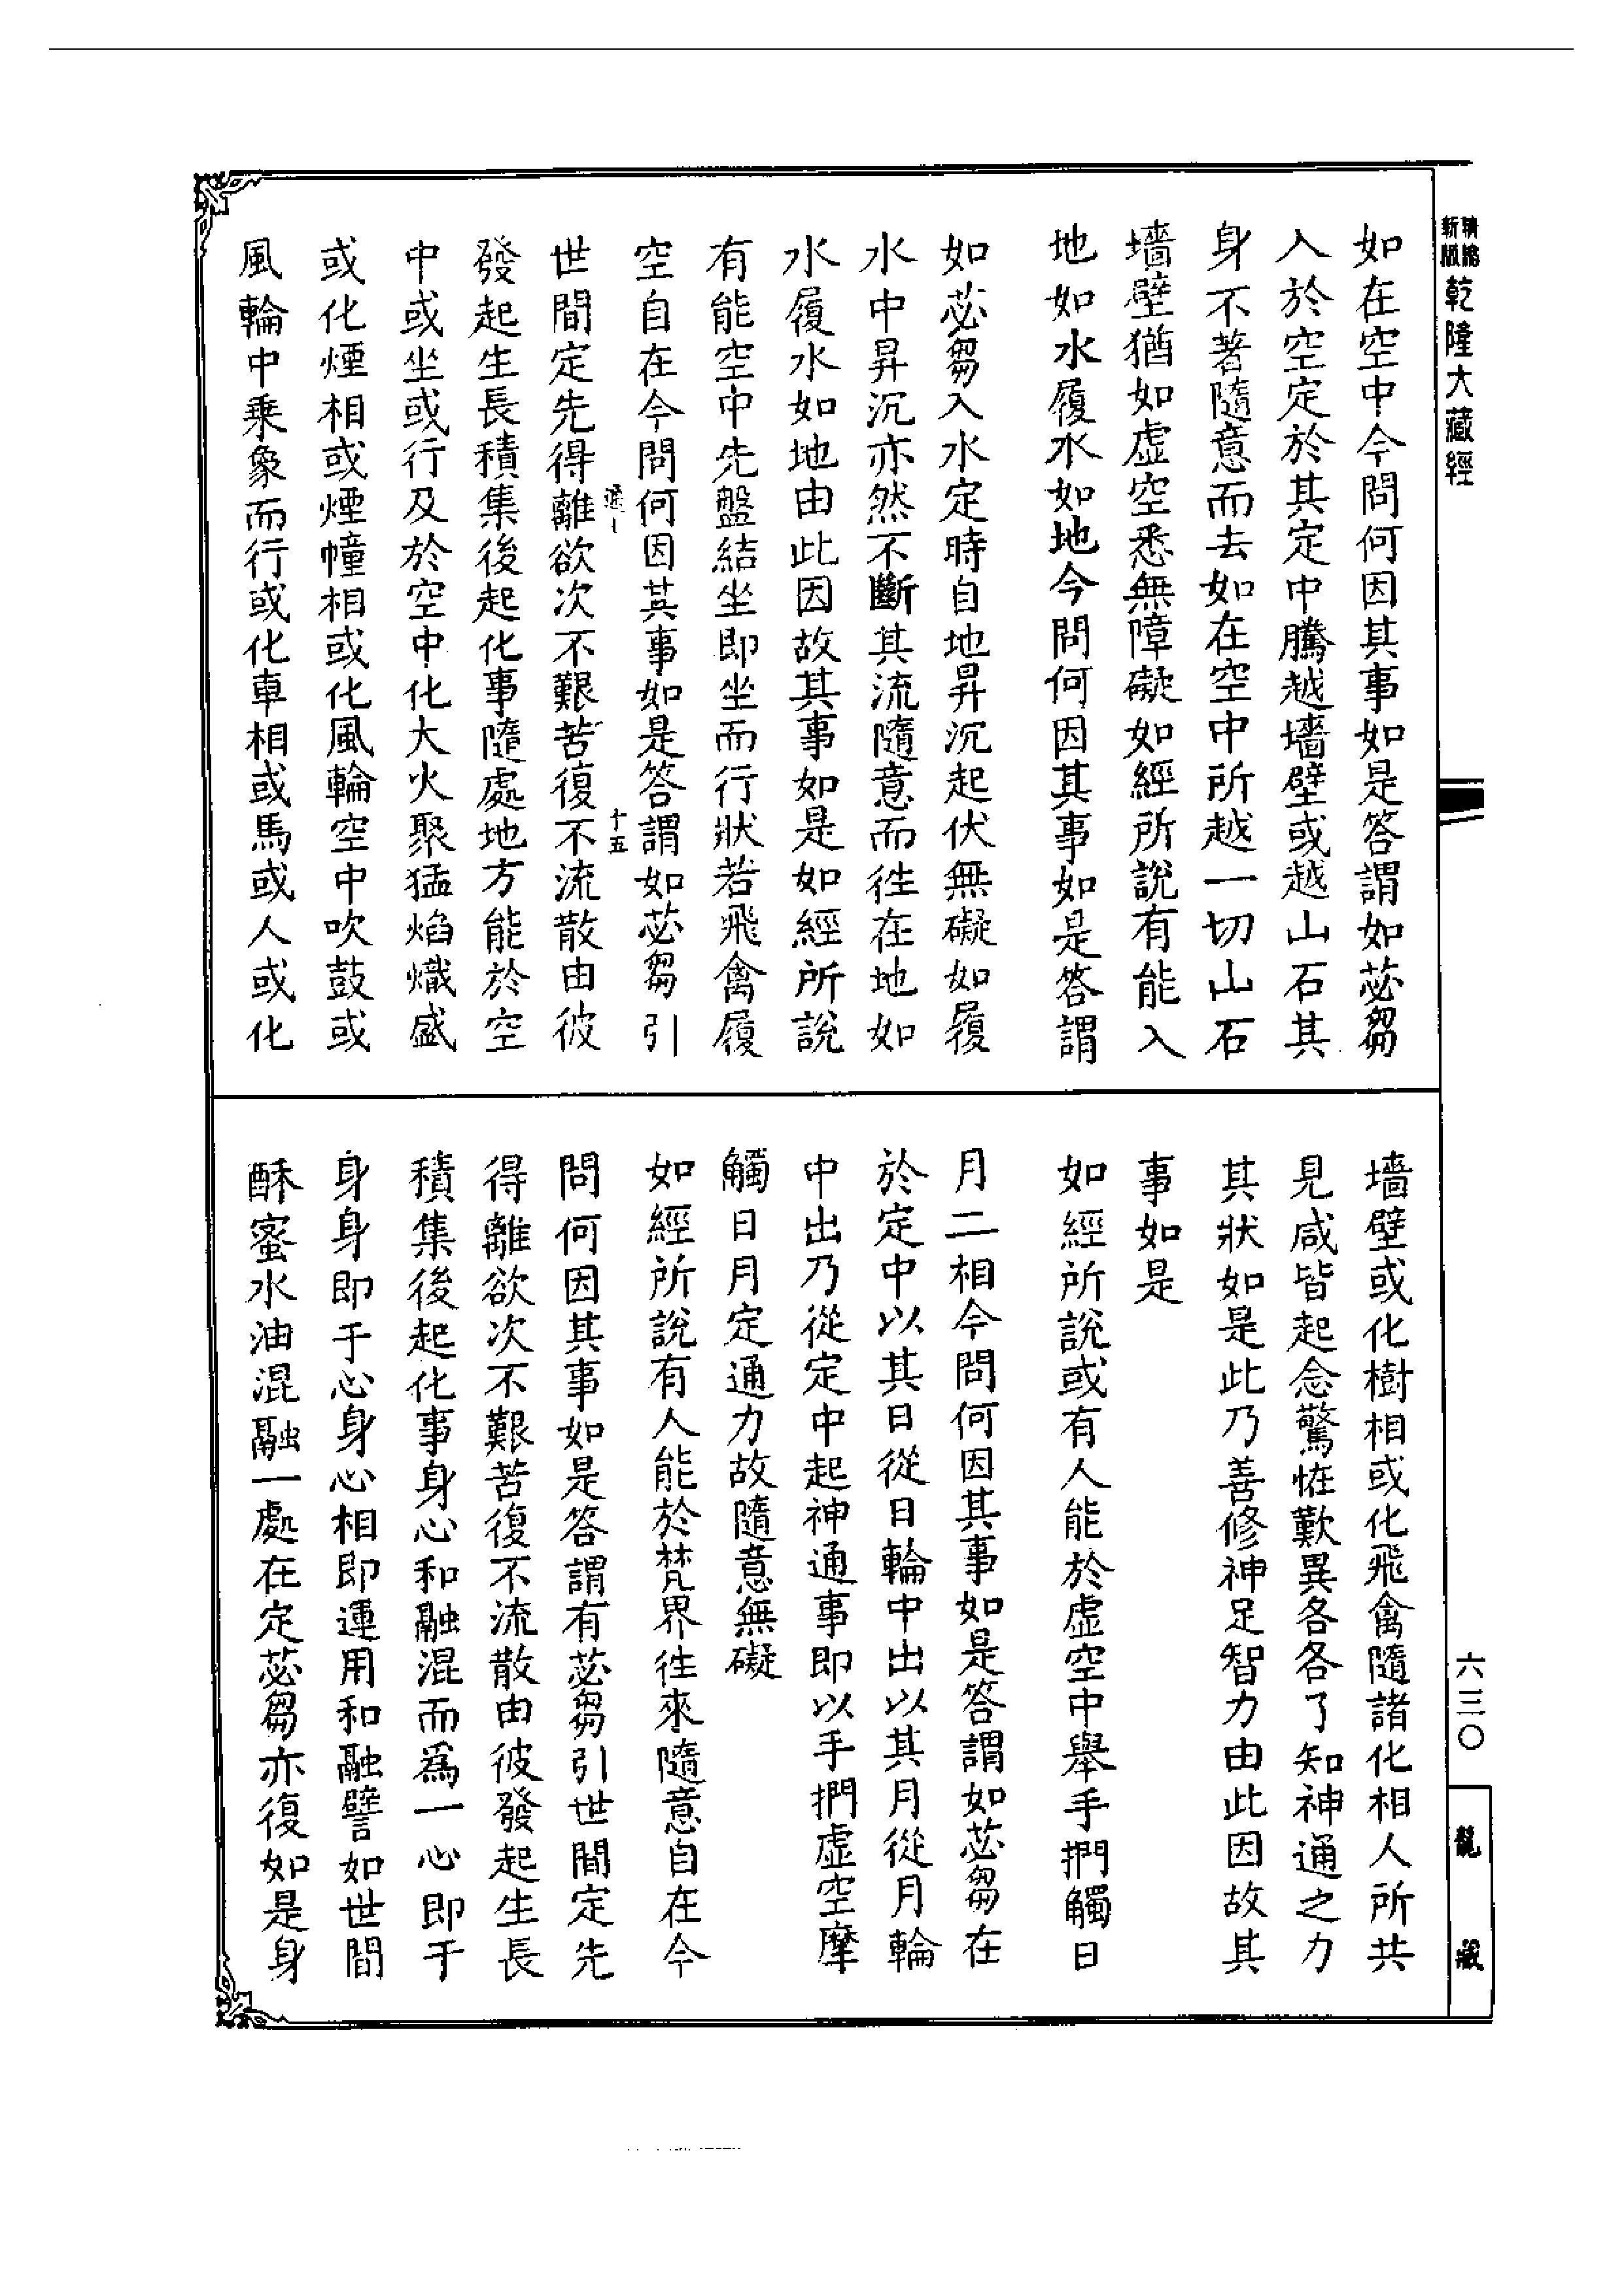 新版
精縮
乾隆大藏經
如在空中今問何因其事如是答謂如苾芻
入於空定於其定中騰越墻壁或越山石其
身不著隨意而去如在空中所越一切山石
墻壁猶如虛空悉無障礙如經所說有能入
地如水履水如地今問何因其事如是答謂
如苾芻入水定時自地昇沉起伏無礙如履
水中昇沉亦然不斷其流隨意而往在地如
水履水如地由此因故其事如是如經所說
有能空中先盤結坐即坐而行狀若飛禽履
空自在今問何因其事如是答謂如苾芻引
十五
世間定先得離欲次不艱苦復不流散由彼
發起生長積集後起化事隨處地方能於空
中或坐或行及於空中化大火聚猛焰熾盛
或化煙相或煙幢相或化風輪空中吹鼓或
風輪中乘象而行或化車相或馬或人或化
墻壁或化樹相或化飛禽隨諸化相人所共
見咸皆起念驚恠歎異各各了知神通之力
其狀如是此乃善修神足智力由此因故其
事如是
如經所說或有人能於虛空中舉手捫觸日
月二相今問何因其事如是答謂如苾芻在
於定中以其日從日輪中出以其月從月輪
中出乃從定中起神通事即以手捫虛空摩
觸日月定通力故隨意無礙
如經所說有人能於梵界往來隨意自在今
問何因其事如是答謂有苾芻引世間定先
得離欲次不艱苦復不流散由彼發起生長
積集後起化事身心和融混而爲一心即于
身身即于心身心相即運用和融譬如世間
酥蜜水油混融一處在定苾芻亦復如是身
六三〇
龍藏